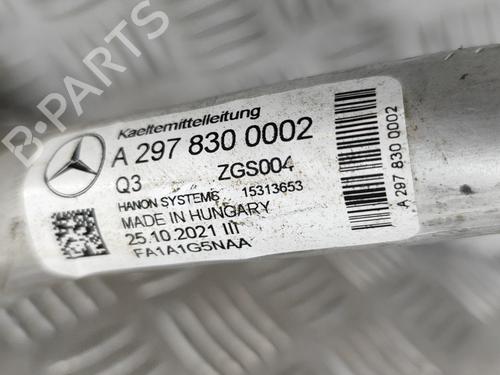 Kaeltemittelleitung
A 297 830 0002
Q3 ZGS004
HANON SYSTEMS 15313653
MADE IN HUNGARY
25.10.2021 III
FA1A1G5NAA
A 297 830 0002
B-PARTS